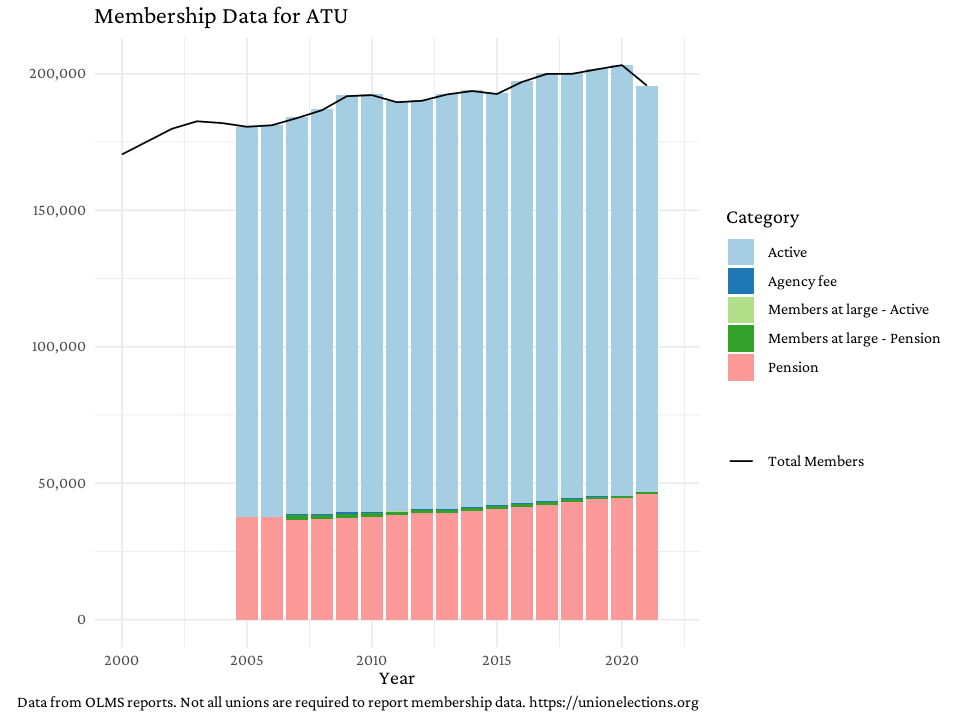 Membership Data for ATU
200,000
150,000
100,000
50,000
0
2000 2005 2010 2015 2020
Year
Category
Active
Agency fee
Members at large - Active
Members at large - Pension
Pension
Total Members
Data from OLMS reports. Not all unions are required to report membership data. https://unionelections.org